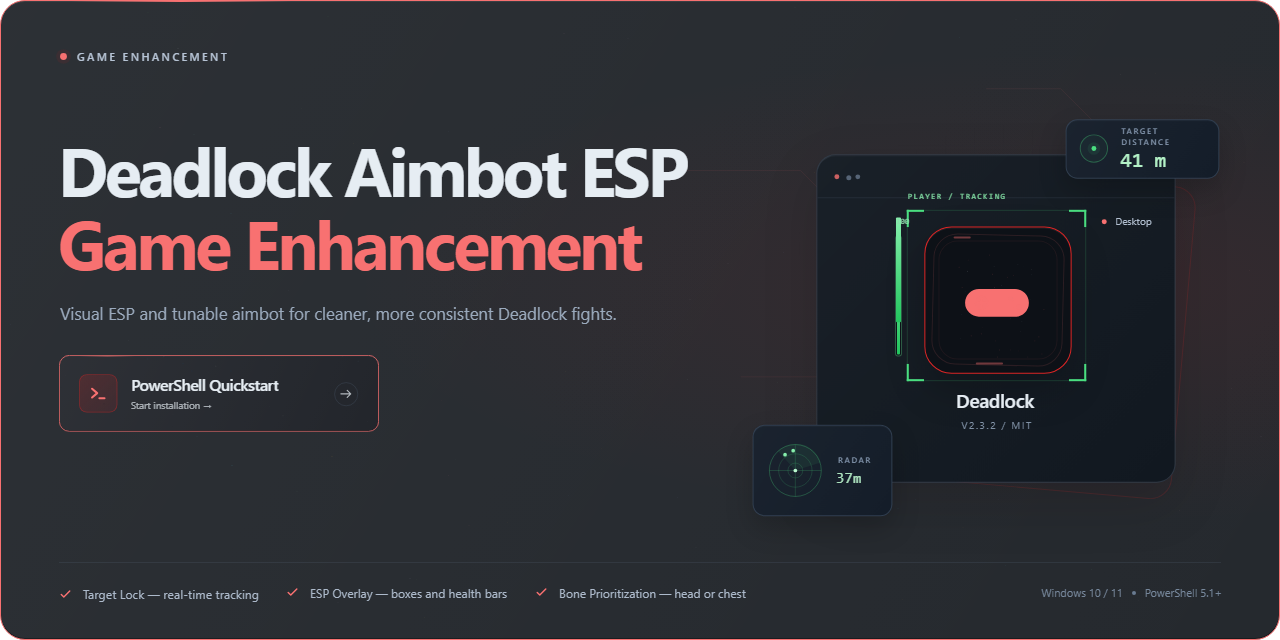 GAME ENHANCEMENT
Deadlock Aimbot ESP
Game Enhancement
Visual ESP and tunable aimbot for cleaner, more consistent Deadlock fights.
PowerShell Quickstart
Start installation →
TARGET
DISTANCE
41 m
PLAYER / TRACKING
Desktop
Deadlock
V2.3.2 / MIT
RADAR
37m
Target Lock — real-time tracking
ESP Overlay — boxes and health bars
Bone Prioritization — head or chest
Windows 10 / 11 • PowerShell 5.1+